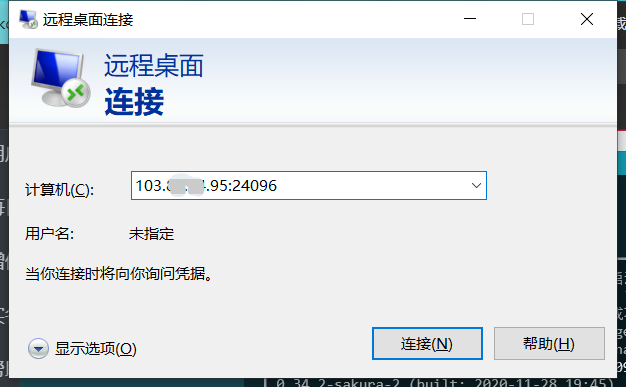 远程桌面连接
远程桌面
连接
计算机(C):
103. .95:24096
用户名:
未指定
当你连接时将向你询问凭据。
显示选项(O)
连接(N)
帮助(H)
0.34.2-sakura-2 (built: 2020-11-28 19:45)